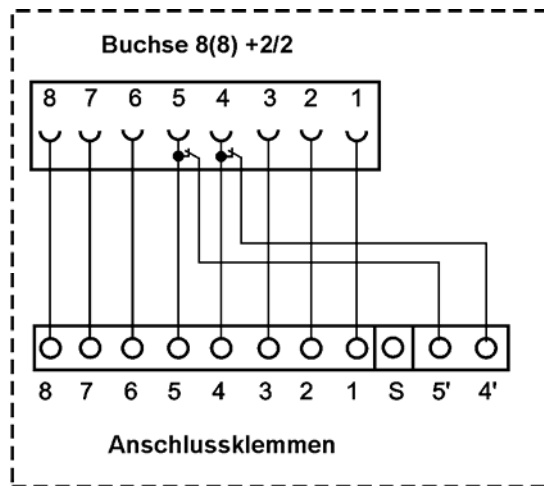 Buchse 8(8) +2/2
8 7 6 5 4 3 2 1
8 7 6 5 4 3 2 1 S 5' 4'
Anschlussklemmen